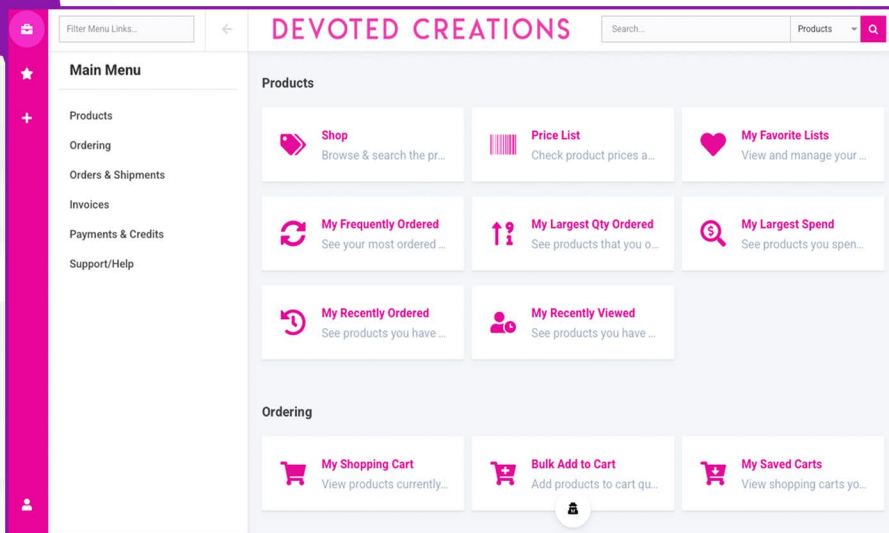 Filter Menu Links...
DEVOTED CREATIONS
Search...
Products
Main Menu
Products
Ordering
Orders & Shipments
Invoices
Payments & Credits
Support/Help
Products
Shop
Browse & search the pr...
Price List
Check product prices a...
My Favorite Lists
View and manage your ...
My Frequently Ordered
See your most ordered ...
My Largest Qty Ordered
See products that you o...
My Largest Spend
See products you spen...
My Recently Ordered
See products you have ...
My Recently Viewed
See products you have ...
Ordering
My Shopping Cart
View products currently...
Bulk Add to Cart
Add products to cart qu...
My Saved Carts
View shopping carts yo...